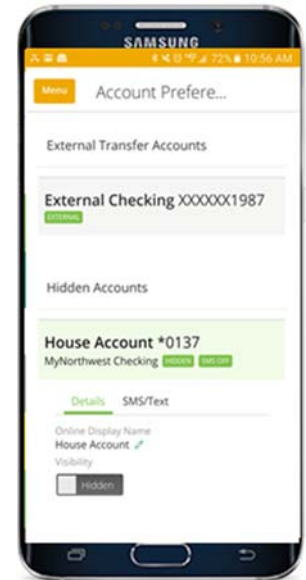 SAMSUNG
72% 10:56 AM
Menu Account Prefere...
External Transfer Accounts
External Checking XXXXXX1987
EXTERNAL
Hidden Accounts
House Account *0137
MyNorthwest Checking HIDDEN SMS OFF
Details SMS/Text
Online Display Name
House Account
Visibility
Hidden